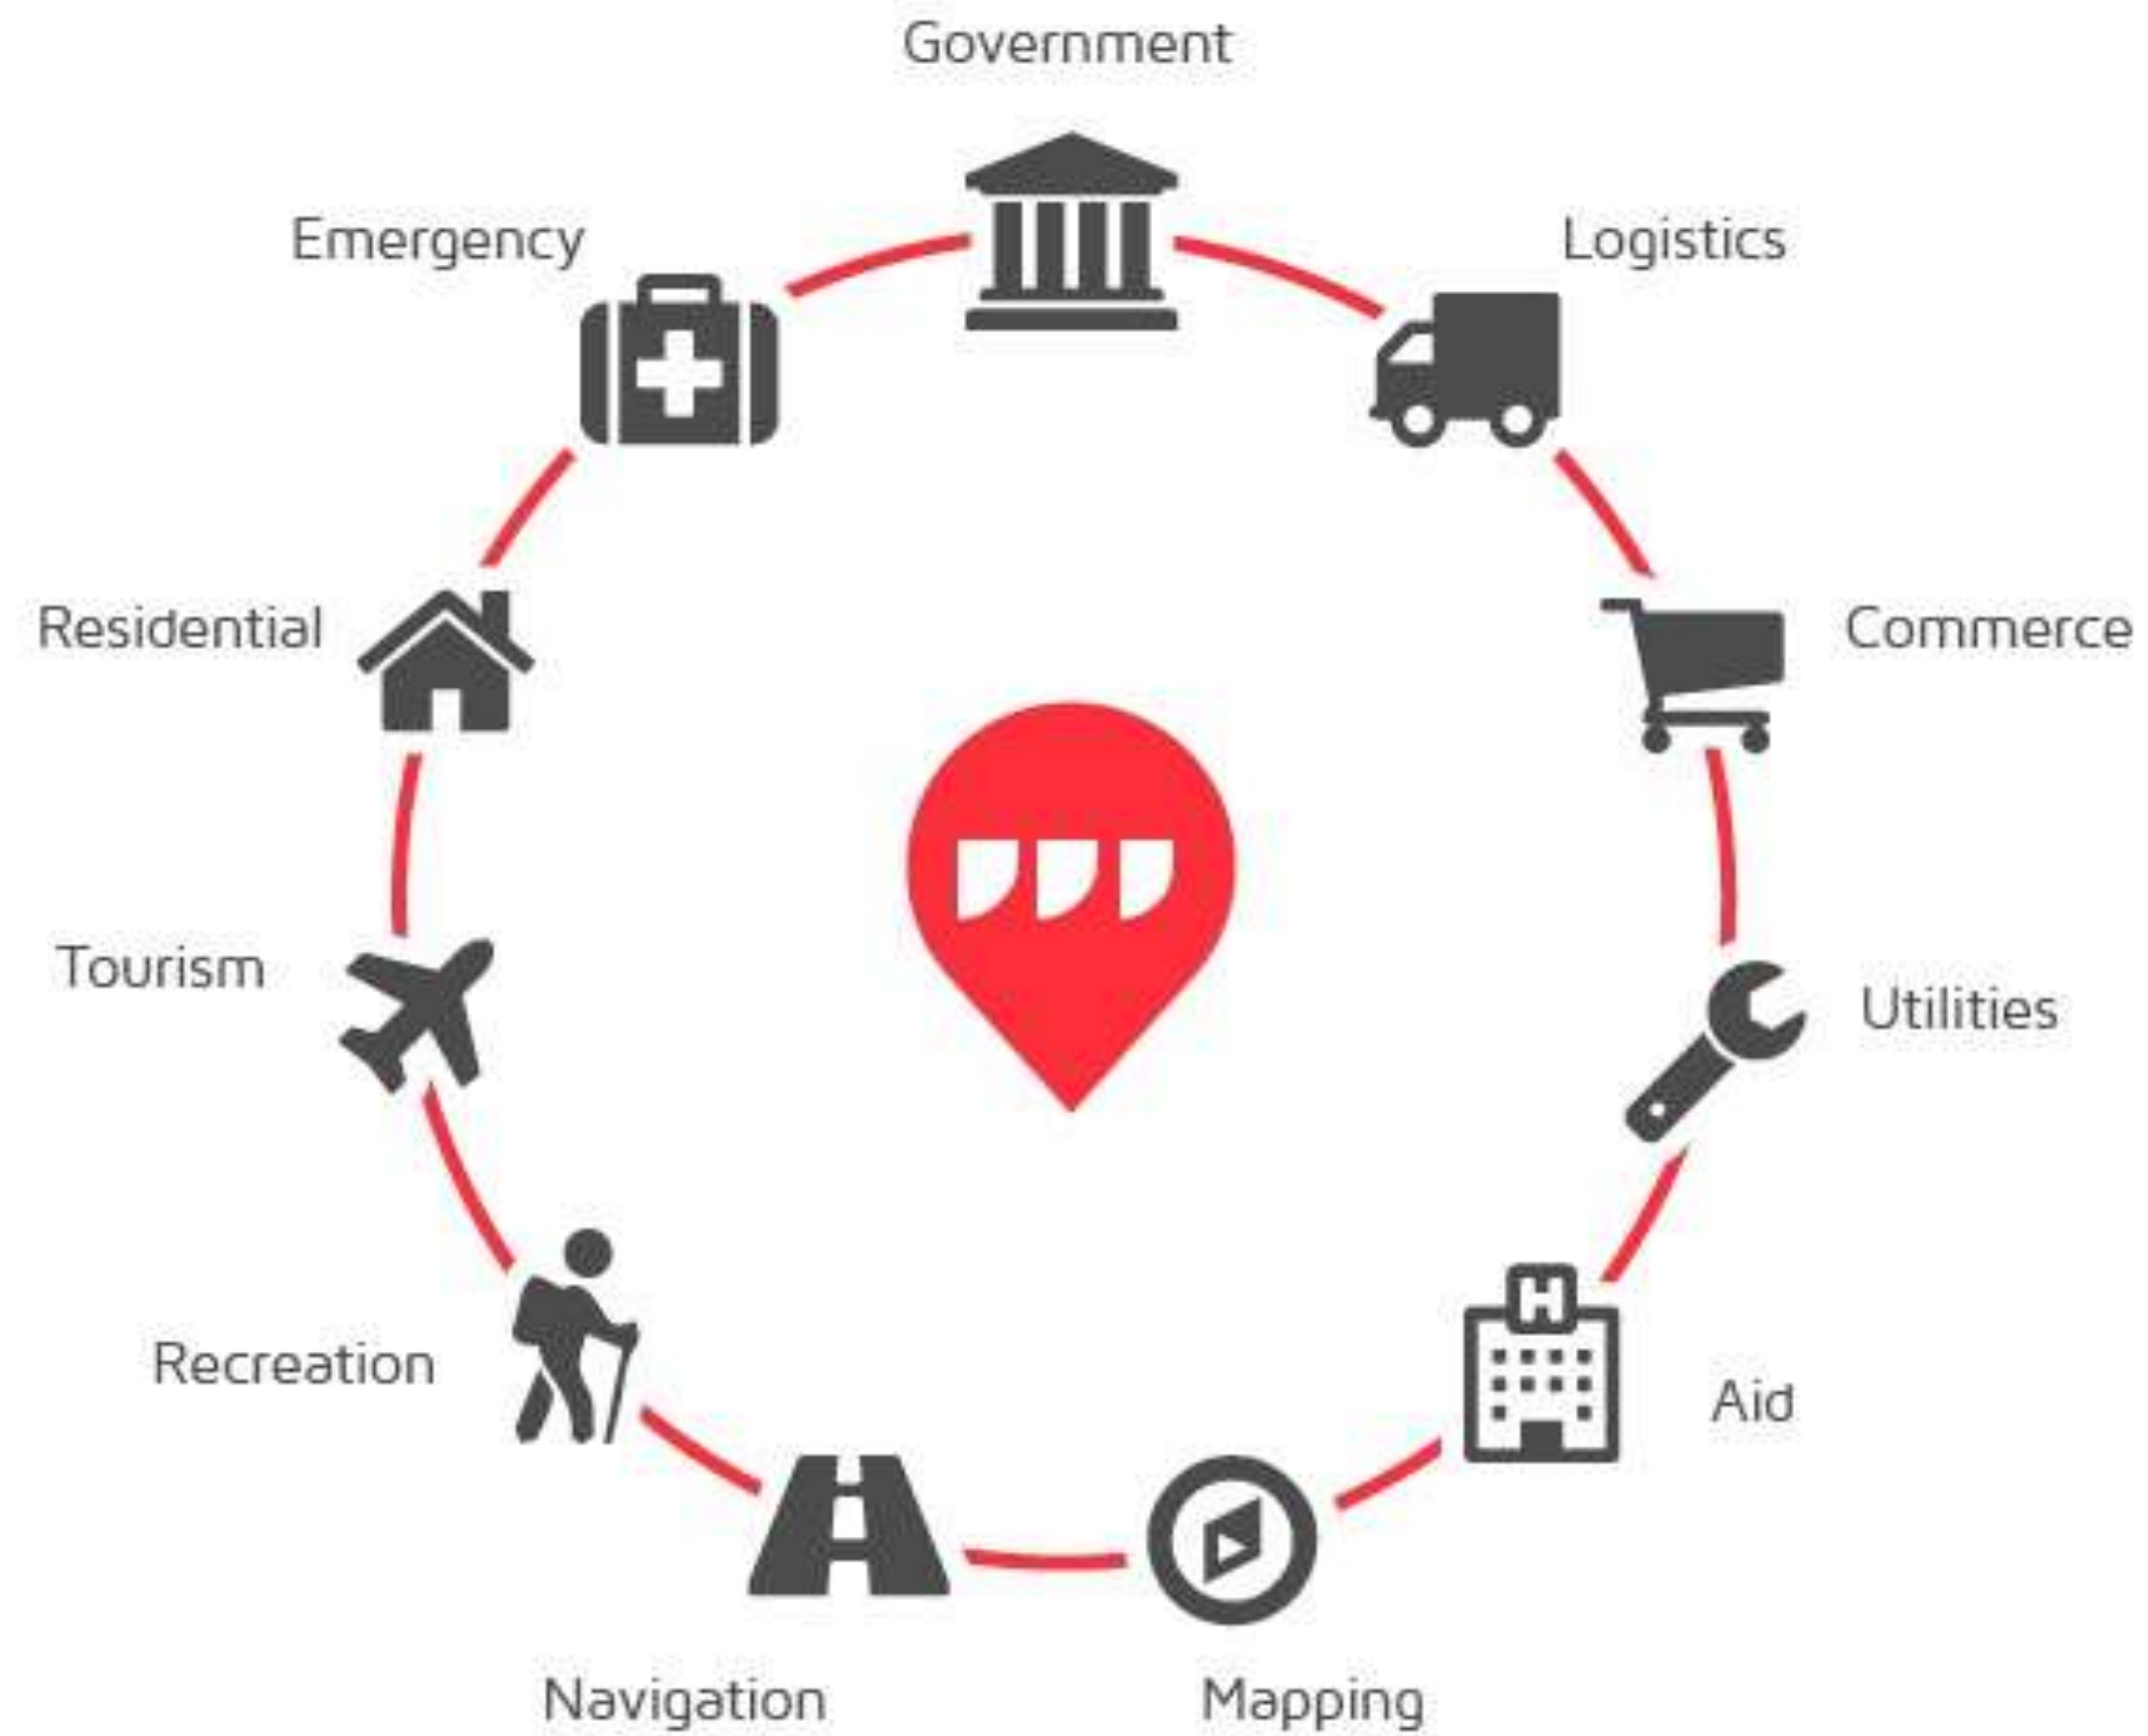 Government
Emergency
Logistics
Residential
Commerce
Tourism
Utilities
Recreation
Aid
Navigation
Mapping